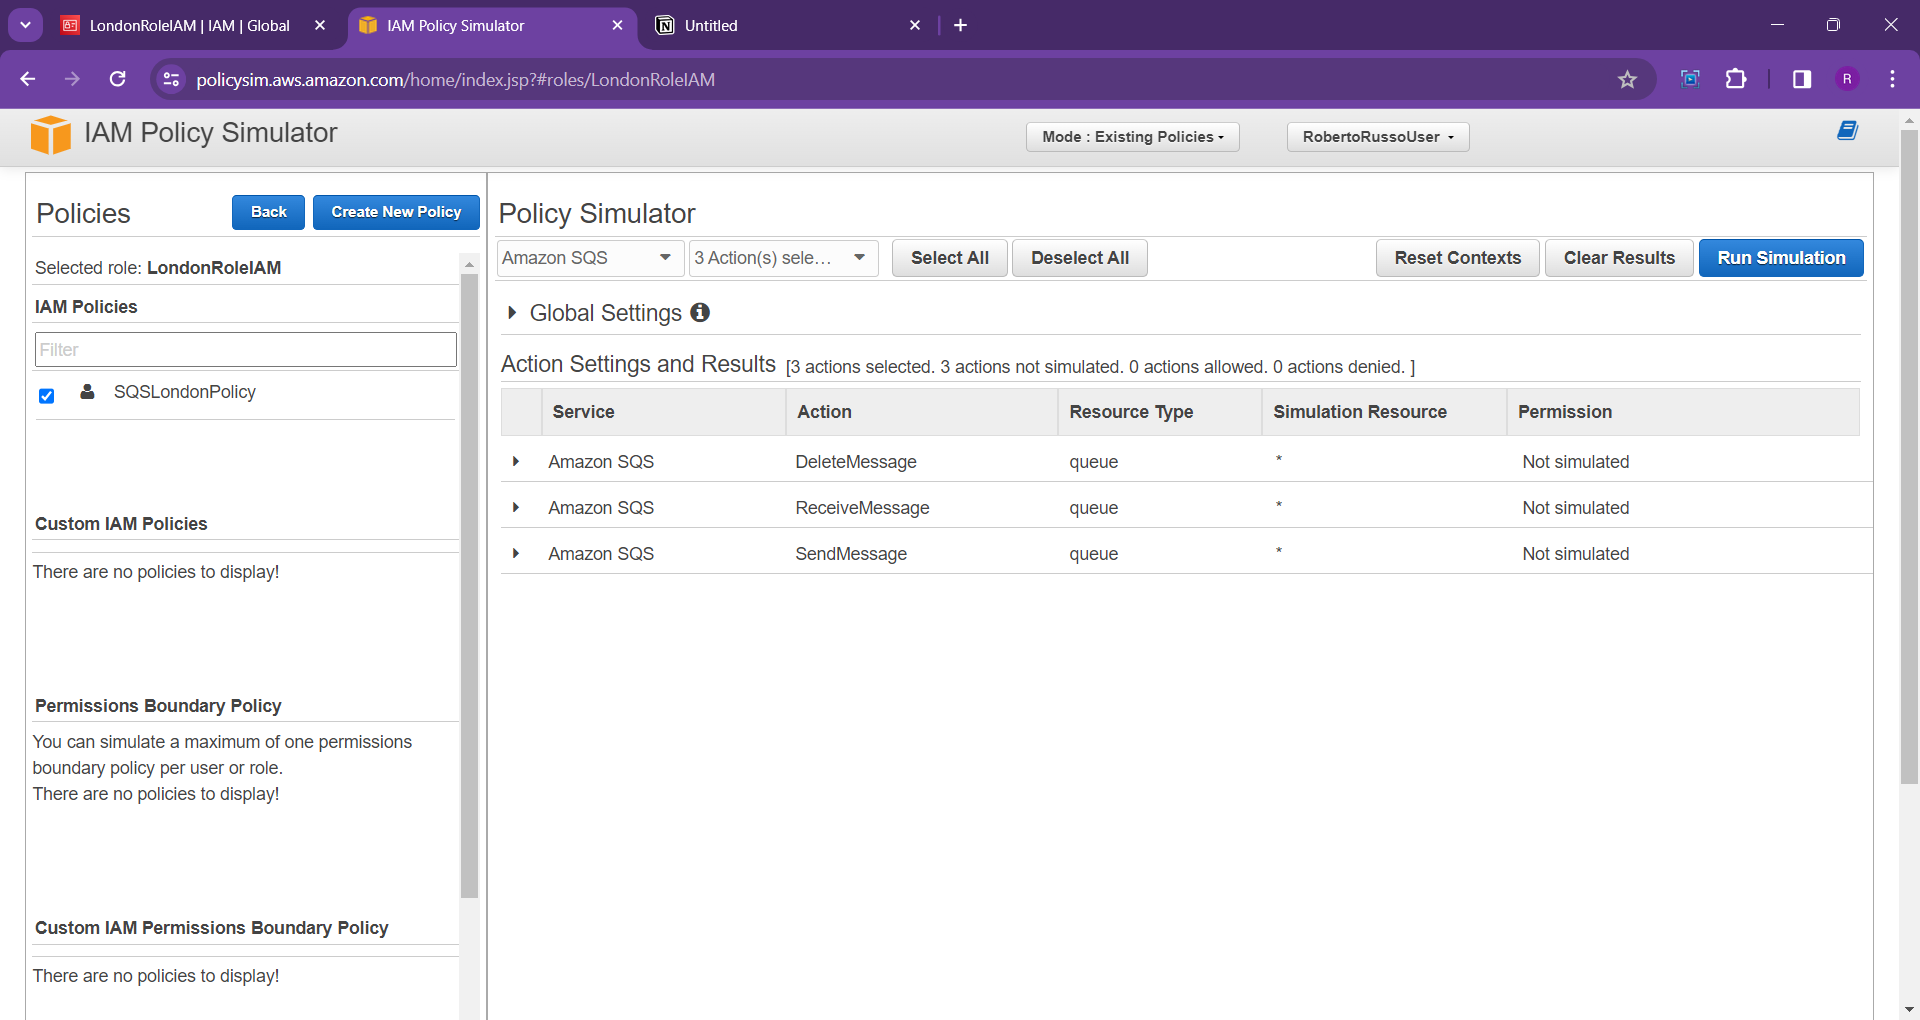 LondonRoleIAM | IAM | Global
IAM Policy Simulator
Untitled
policysim.aws.amazon.com/home/index.jsp?#roles/LondonRoleIAM
R
IAM Policy Simulator
Mode : Existing Policies
RobertoRussoUser
Policies
Back
Create New Policy
Selected role: LondonRoleIAM
IAM Policies
Filter
SQSLondonPolicy
Custom IAM Policies
There are no policies to display!
Permissions Boundary Policy
You can simulate a maximum of one permissions
boundary policy per user or role.
There are no policies to display!
Custom IAM Permissions Boundary Policy
There are no policies to display!
Policy Simulator
Amazon SQS
3 Action(s) sele...
Select All
Deselect All
Reset Contexts
Clear Results
Run Simulation
Global Settings
Action Settings and Results [3 actions selected. 3 actions not simulated. 0 actions allowed. 0 actions denied. ]
Service Action Resource Type Simulation Resource Permission
Amazon SQS DeleteMessage queue * Not simulated
Amazon SQS ReceiveMessage queue * Not simulated
Amazon SQS SendMessage queue * Not simulated